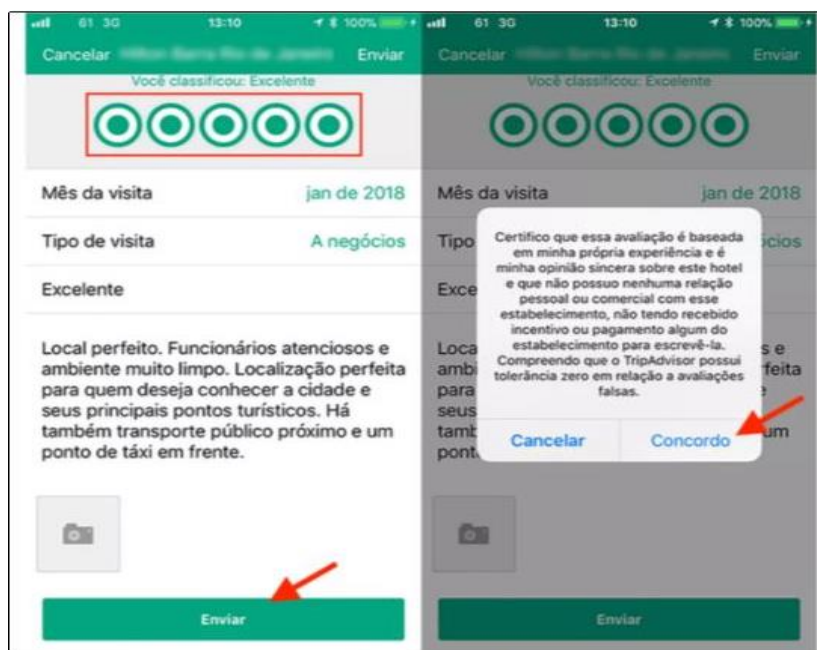 61 3G 13:10 100%
Cancelar Enviar
Você classificou: Excelente
Mês da visita jan de 2018
Tipo de visita A negócios
Excelente
Local perfeito. Funcionários atenciosos e
ambiente muito limpo. Localização perfeita
para quem deseja conhecer a cidade e
seus principais pontos turísticos. Há
também transporte público próximo e um
ponto de táxi em frente.
Enviar
61 3G 13:10 100%
Cancelar Enviar
Você classificou: Excelente
Mês da visita jan de 2018
Tipo
Certifico que essa avaliação é baseada
em minha própria experiência e é
minha opinião sincera sobre este hotel
e que não possuo nenhuma relação
pessoal ou comercial com esse
estabelecimento, não tendo recebido
incentivo ou pagamento algum do
estabelecimento para escrevê-la.
Compreendo que o TripAdvisor possui
tolerância zero em relação a avaliações
falsas.
Cancelar Concordo
Enviar